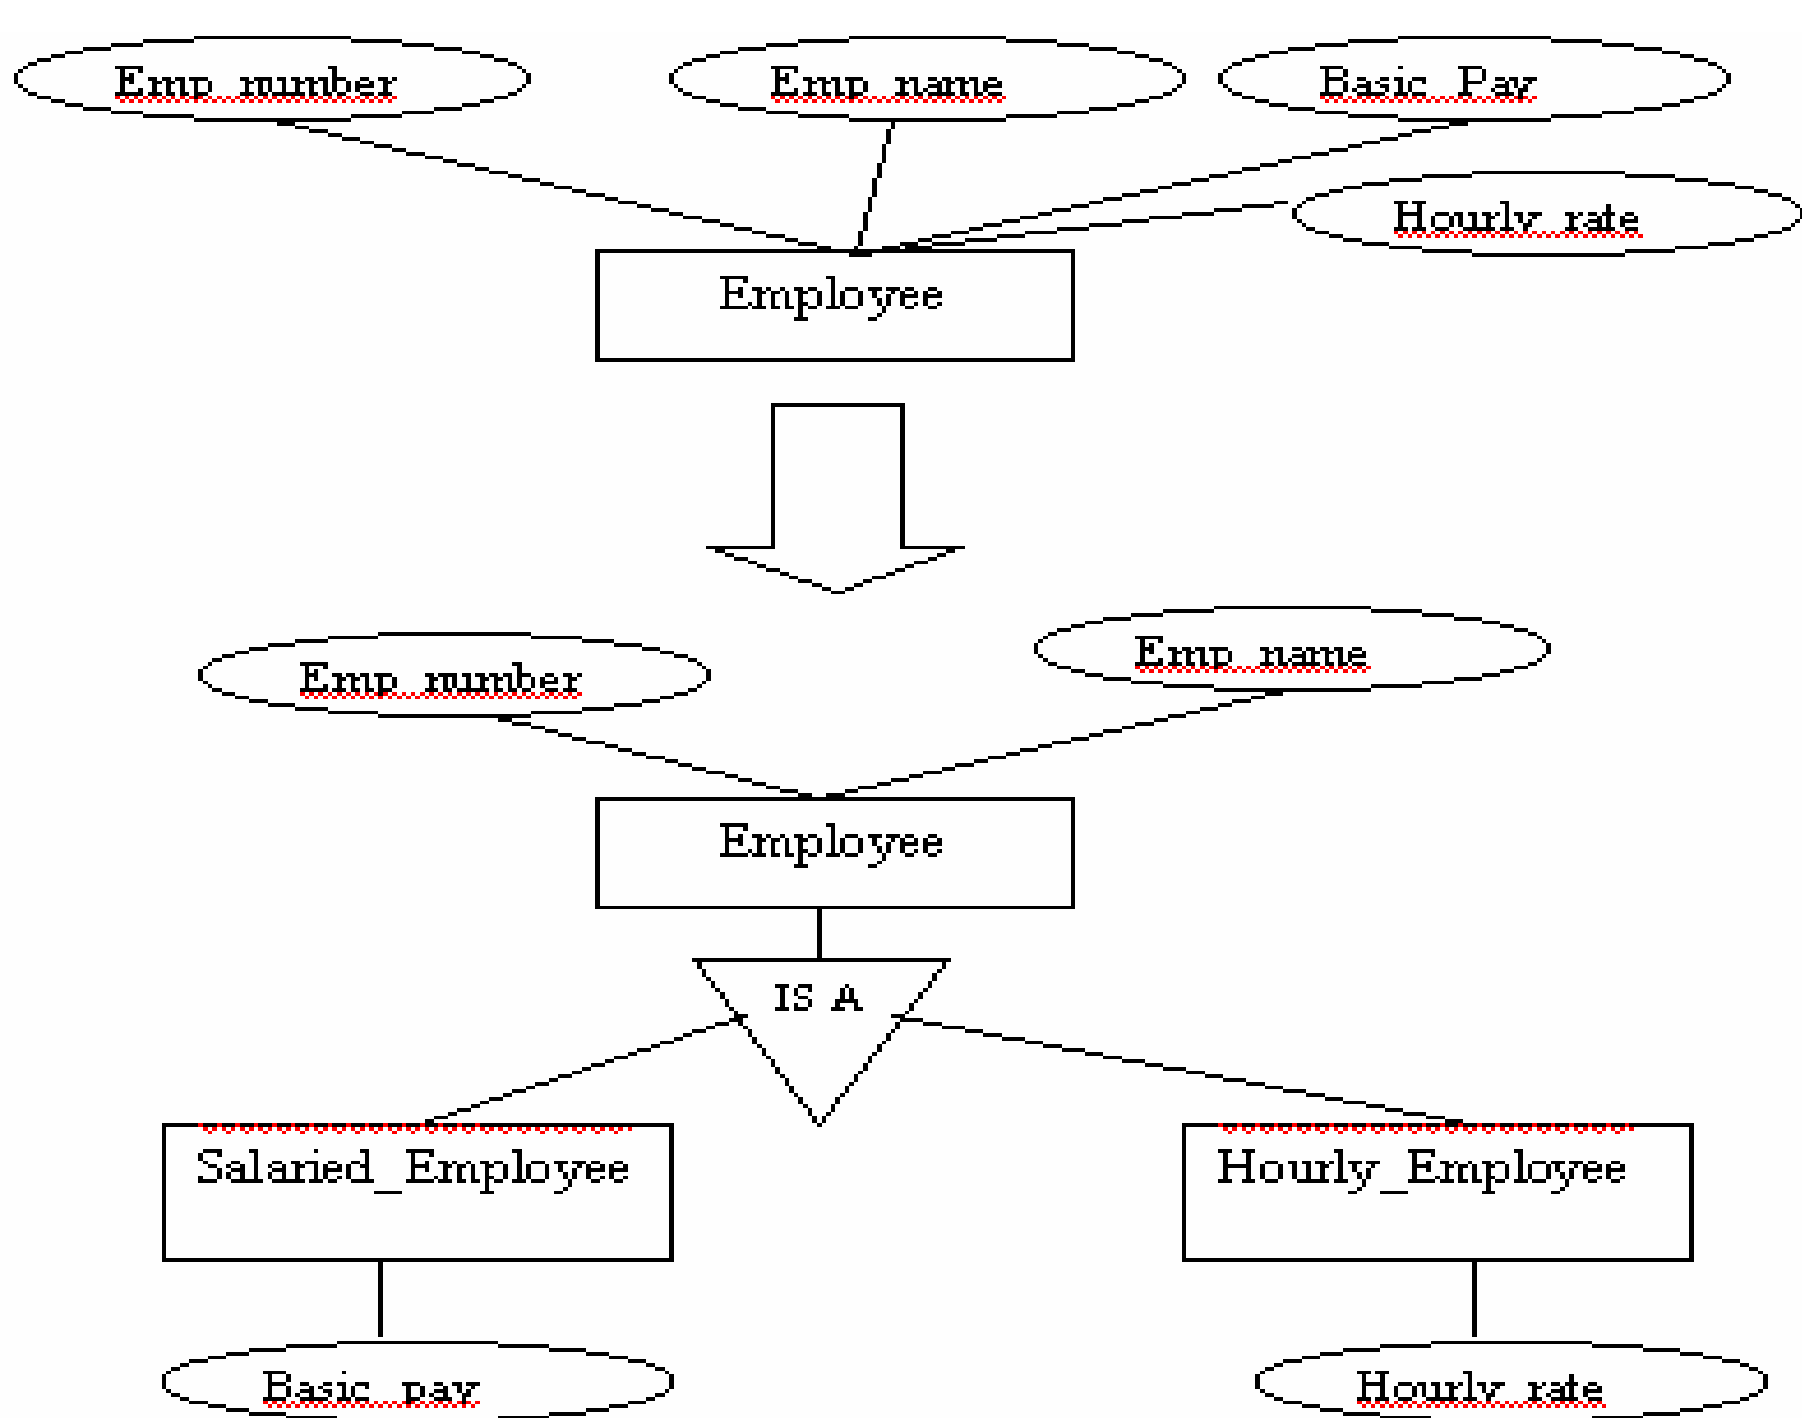 Emp_number
Emp_name
Basic_Pay
Hourly_rate
Employee
Emp_number
Emp_name
Employee
IS A
Salaried_Employee
Hourly_Employee
Basic_pay
Hourly_rate